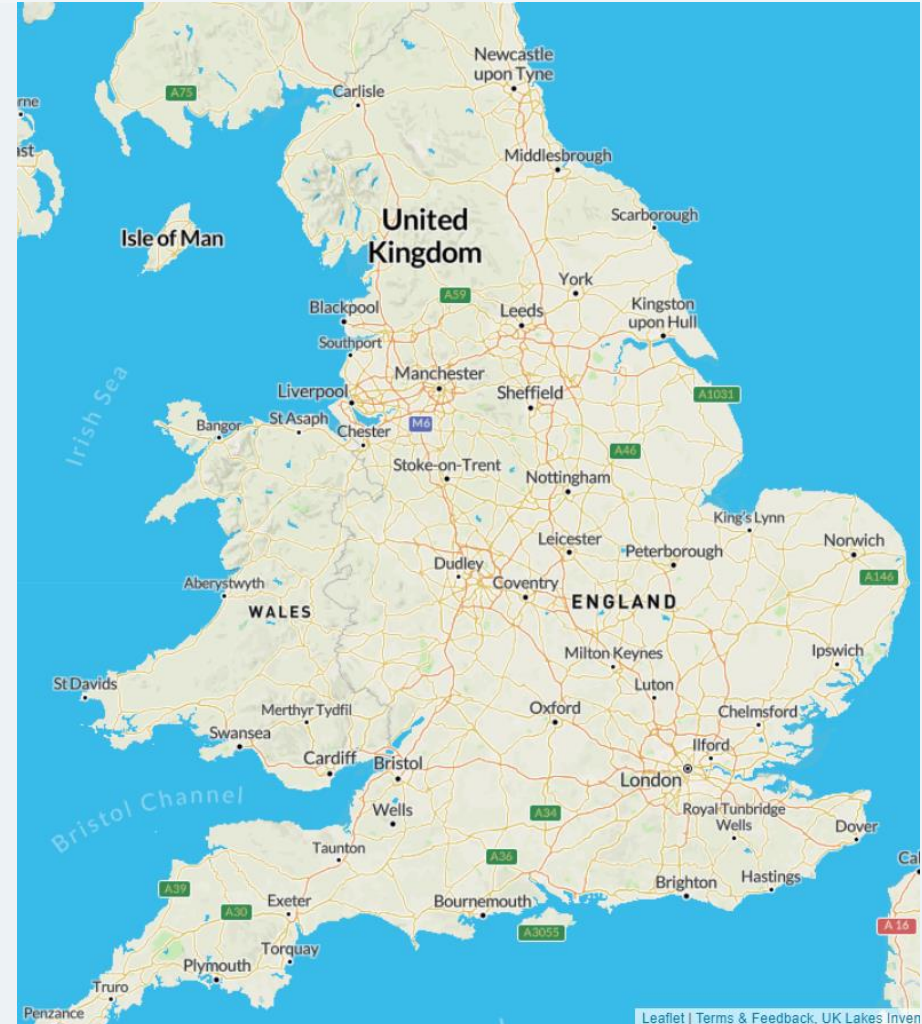 Newcastle
upon Tyne
A75
Carlisle
rne
ast
Middlesbrough
Scarborough
United
Kingdom
Isle of Man
York
A59
Kingston
upon Hull
Blackpool
Leeds
Southport
Manchester
Irish Sea
Liverpool
Sheffield
A1031
Bangor
St Asaph
M6
Chester
A46
Stoke-on-Trent
Nottingham
King's Lynn
Leicester
Norwich
Peterborough
Dudley
A146
Aberystwyth
Coventry
WALES
ENGLAND
Milton Keynes
Ipswich
St Davids
Luton
Merthyr Tydfil
Oxford
Chelmsford
Swansea
Ilford
Cardiff
Bristol
London
Bristol Channel
Wells
A34
Royal Tunbridge
Wells
Dover
Taunton
A36
Cal
A39
Brighton
Hastings
Exeter
Bournemouth
A30
A3055
A 16
Torquay
Plymouth
Truro
Penzance
Leaflet | Terms & Feedback, UK Lakes Inven